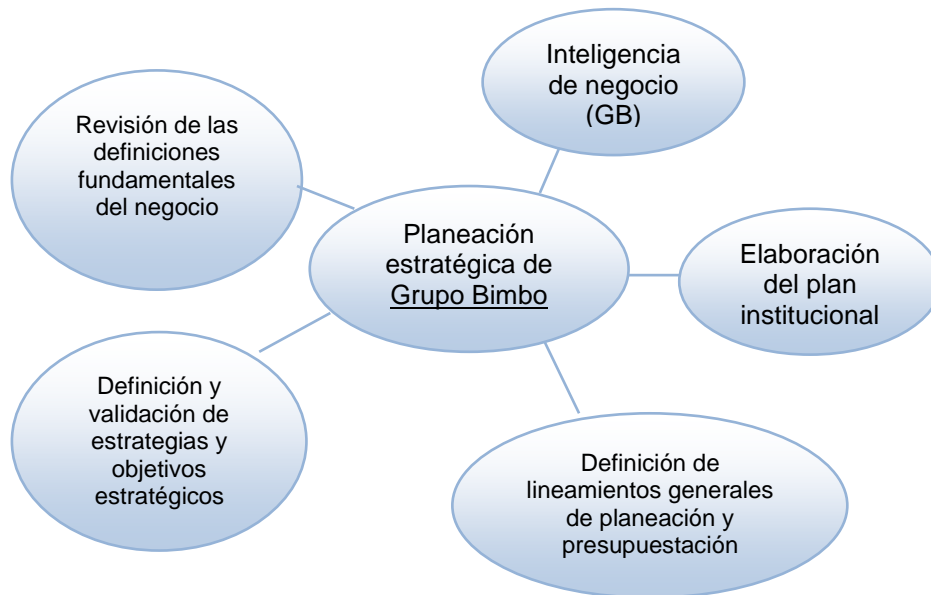 Inteligencia
de negocio
(GB)
Revisión de las
definiciones
fundamentales
del negocio
Planeación
estratégica de
Grupo Bimbo
Elaboración
del plan
institucional
Definición y
validación de
estrategias y
objetivos
estratégicos
Definición de
lineamientos generales
de planeación y
presupuestación